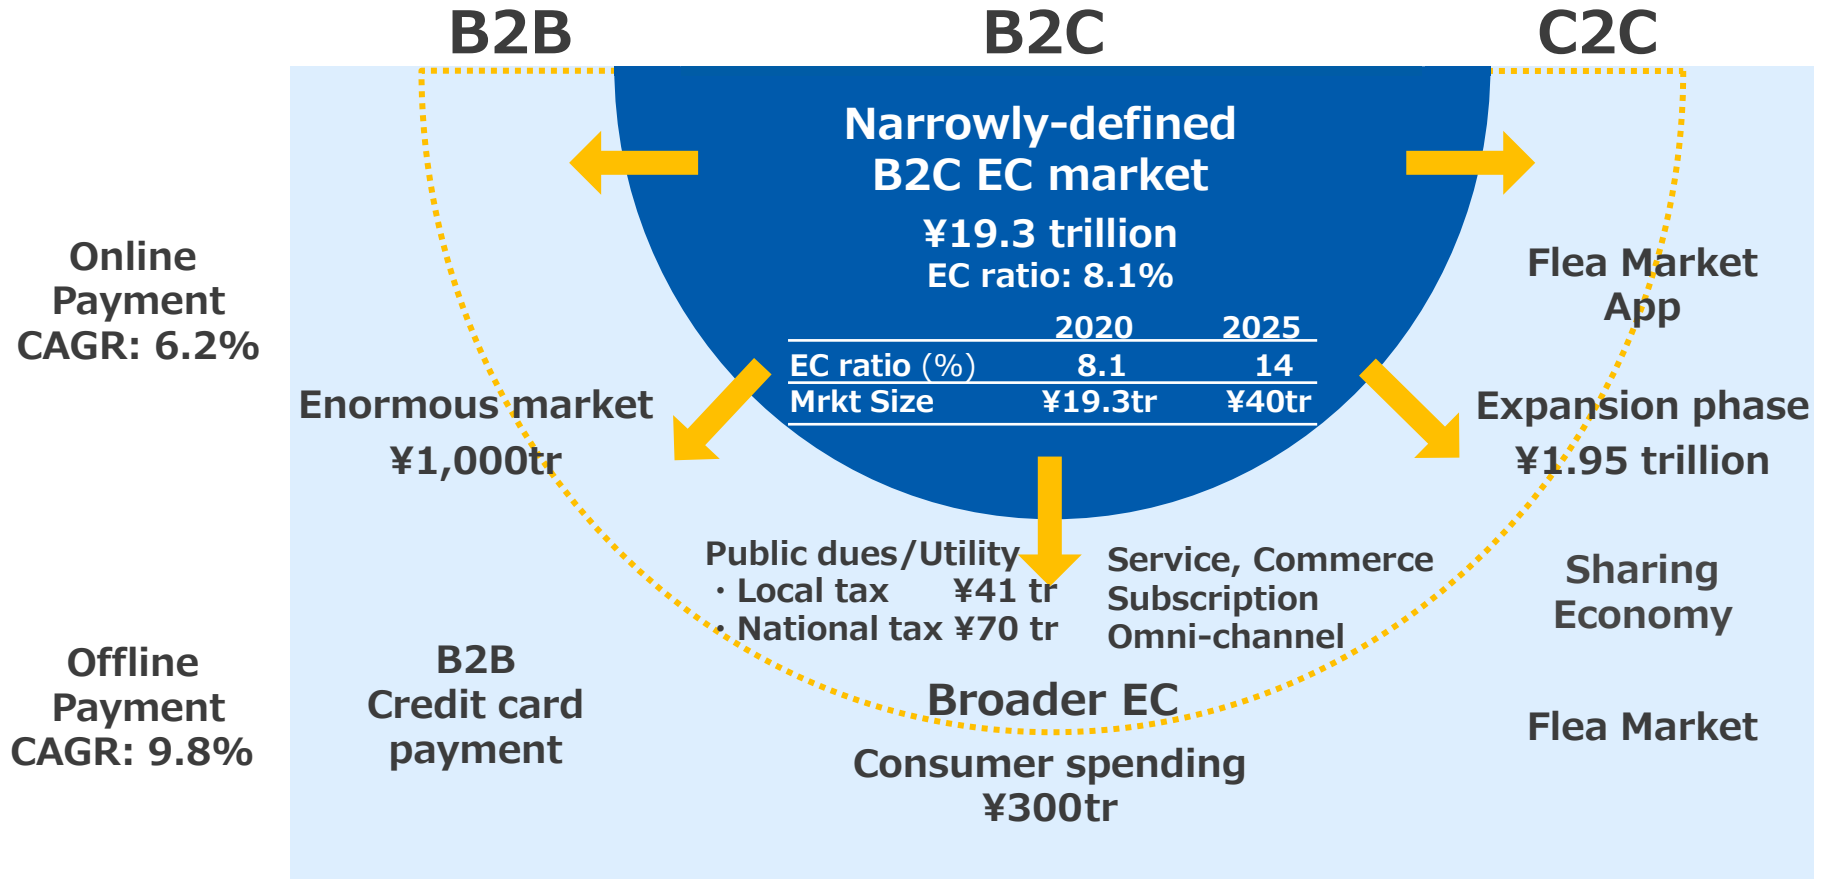 B2B B2C C2C
Narrowly-defined
B2C EC market
¥19.3 trillion
EC ratio: 8.1%
2020 2025
EC ratio (%) 8.1 14
Mrkt Size ¥19.3tr ¥40tr
Online
Payment
CAGR: 6.2%
Offline
Payment
CAGR: 9.8%
Enormous market
¥1,000tr
B2B
Credit card
payment
Public dues/Utility
・Local tax ¥41 tr
・National tax ¥70 tr
Service, Commerce
Subscription
Omni-channel
Broader EC
Consumer spending
¥300tr
Flea Market
App
Expansion phase
¥1.95 trillion
Sharing
Economy
Flea Market